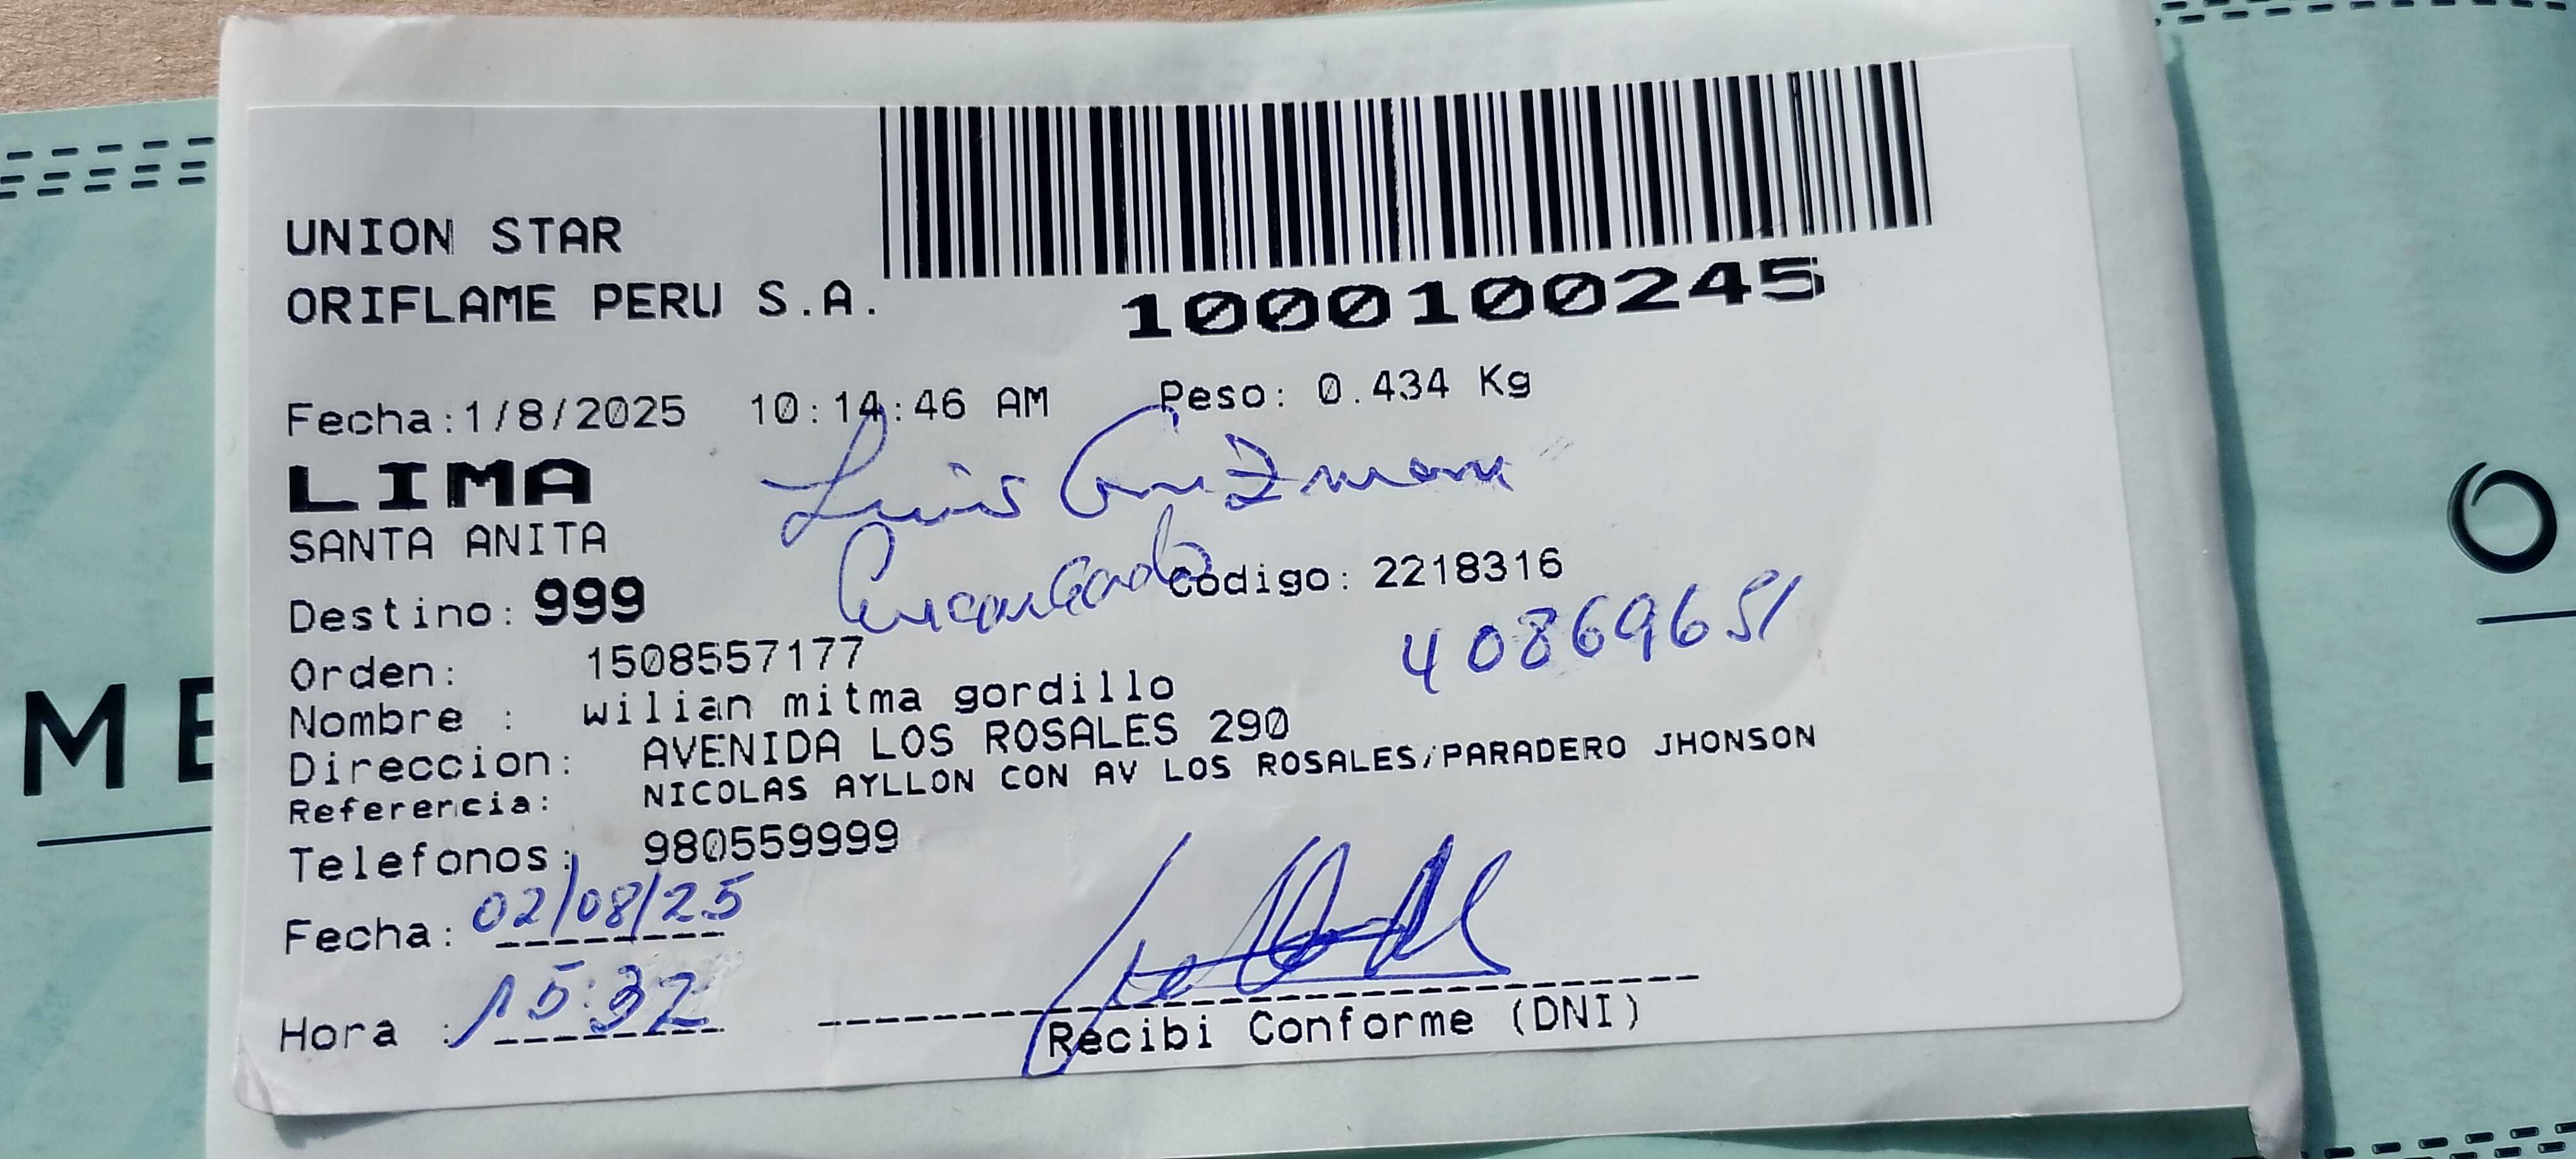 UNION STAR
ORIFLAME PERU S.A.
1000100245
Fecha:1/8/2025 10:14:46 AM Peso: 0.434 Kg
LIMA
Luis Guzman
SANTA ANITA
Encargado
Codigo: 2218316
Destino: 999
40869651
Orden: 1508557177
Nombre : wilian mitma gordillo
Direccion: AVENIDA LOS ROSALES 290
Referencia: NICOLAS AYLLON CON AV LOS ROSALES/PARADERO JHONSON
Telefonos: 980559999
Fecha: 02/08/25
Hora : 15:32
Recibi Conforme (DNI)
ME
O